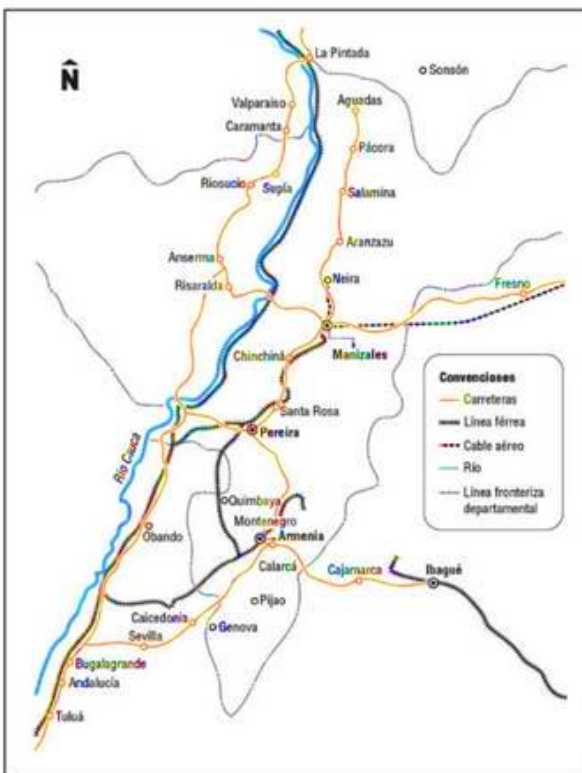 N
La Pintada
Sonsón
Valparaíso
Aguadas
Caramanta
Pácora
Riosucio
Supía
Salamina
Aranzazu
Anserma
Neira
Risaralda
Fresno
Manizales
Chinchiná
Convenciones
Carreteras
Línea férrea
Cable aéreo
Río
Línea fronteriza
departamental
Santa Rosa
Pereira
Río Cauca
Quimbaya
Montenegro
Armenia
Obando
Calarcá
Cajamarca
Ibagué
Pijao
Caicedonia
Genova
Sevilla
Bugalagrande
Andalucía
Tuluá